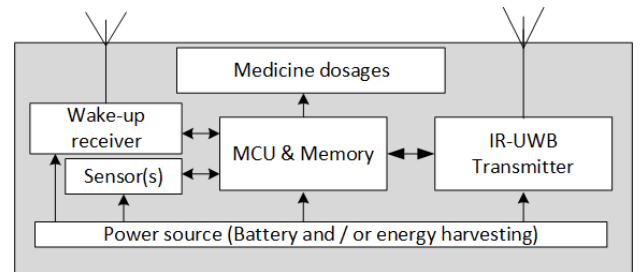 Medicine dosages
Wake-up
receiver
MCU & Memory
IR-UWB
Transmitter
Sensor(s)
Power source (Battery and / or energy harvesting)